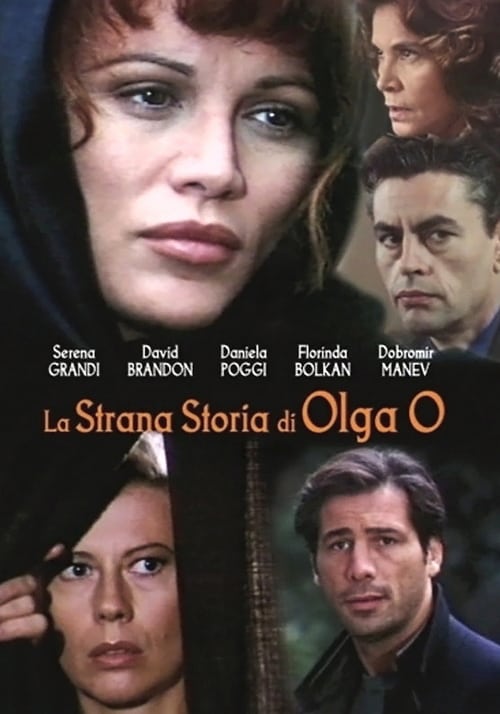 Serena David Daniela Florinda Dobromir
GRANDI BRANDON POGGI BOLKAN MANEV
La Strana Storia di Olga O